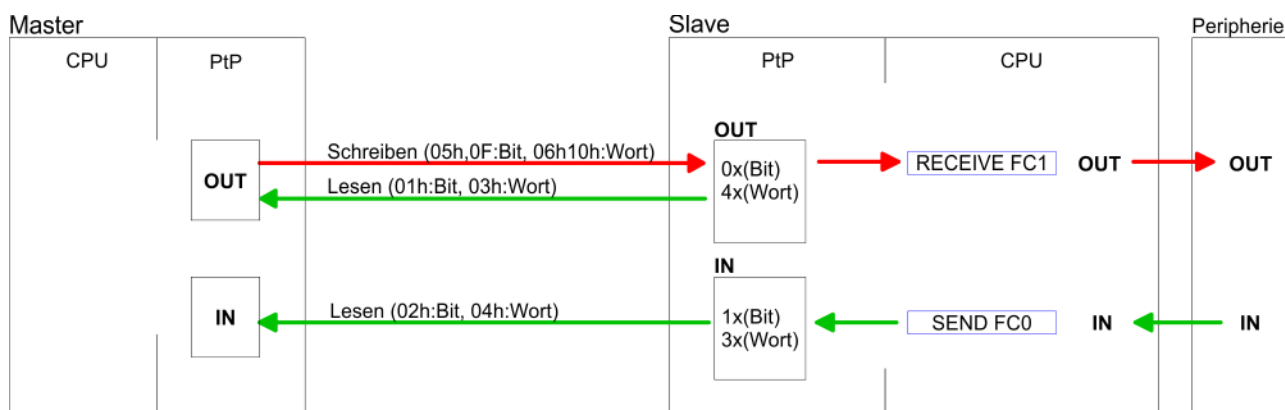 Master
Slave
Peripherie
CPU
PtP
PtP
CPU
OUT
Schreiben (05h,0F:Bit, 06h10h:Wort)
OUT
Lesen (01h:Bit, 03h:Wort)
0x(Bit)
4x(Wort)
RECEIVE FC1
OUT
OUT
IN
IN
Lesen (02h:Bit, 04h:Wort)
1x(Bit)
3x(Wort)
SEND FC0
IN
IN